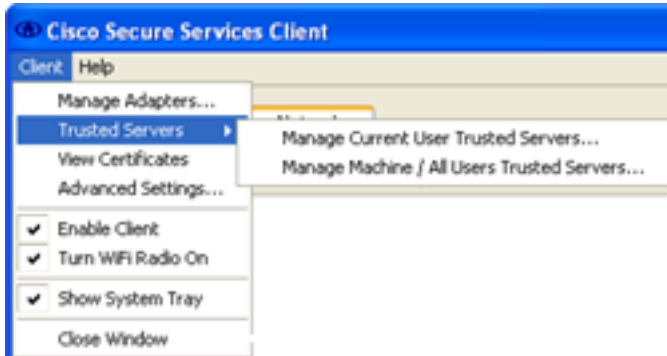 Cisco Secure Services Client
Client Help
Manage Adapters...
Trusted Servers
Manage Current User Trusted Servers...
Manage Machine / All Users Trusted Servers...
View Certificates
Advanced Settings...
Enable Client
Turn WiFi Radio On
Show System Tray
Close Window